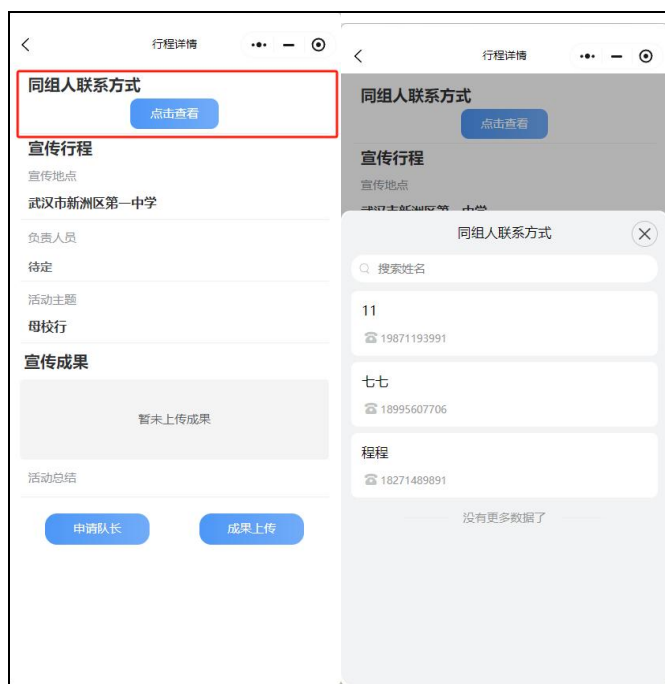 行程详情
同组人联系方式
点击查看
宣传行程
宣传地点
武汉市新洲区第一中学
负责人员
待定
活动主题
母校行
宣传成果
暂未上传成果
活动总结
申请队长
成果上传
行程详情
同组人联系方式
点击查看
宣传行程
宣传地点
同组人联系方式
搜索姓名
11
19871193991
七七
18995607706
程程
18271489891
没有更多数据了